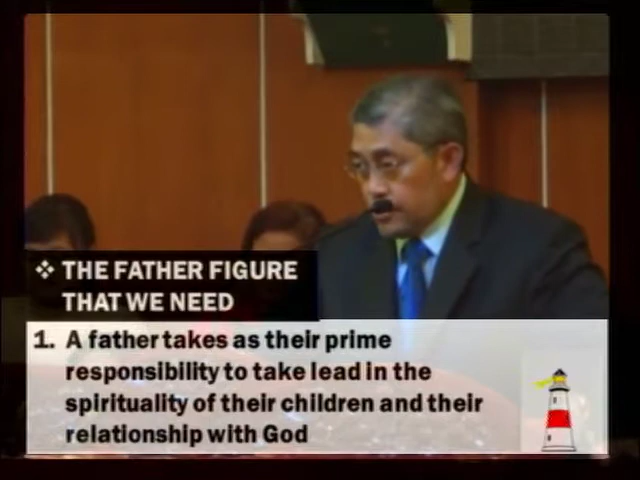 ❖ THE FATHER FIGURE
THAT WE NEED
1. A father takes as their prime
responsibility to take lead in the
spirituality of their children and their
relationship with God